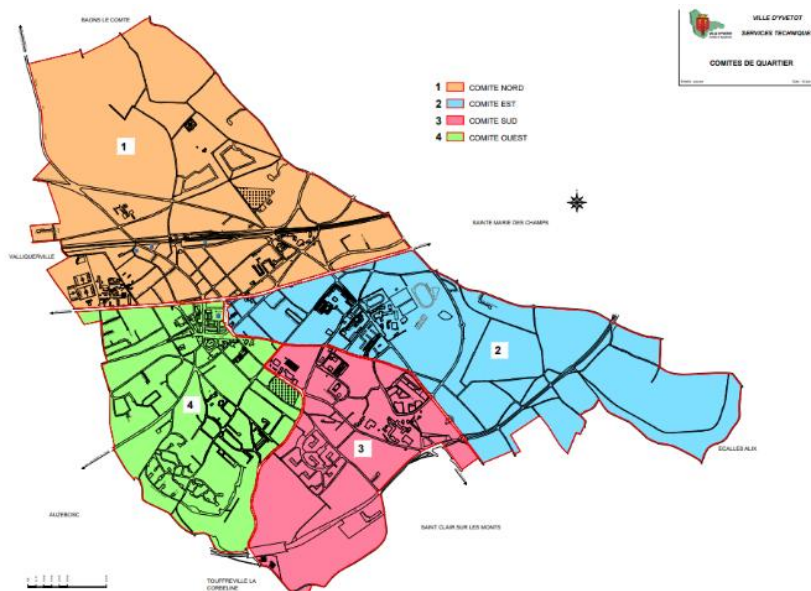 BAONS LE COMTE
VILLE D'YVETOT
SERVICES TECHNIQUE
COMITES DE QUARTIER
1 COMITE NORD
2 COMITE EST
3 COMITE SUD
4 COMITE OUEST
1
SAINTE MARIE DES CHAMPS
VALLIQUERVILLE
2
4
3
ECALLES ALIX
AUZEBOSC
SAINT CLAIR SUR LES MONTS
TOUFFREVILLE LA
CORBELINE